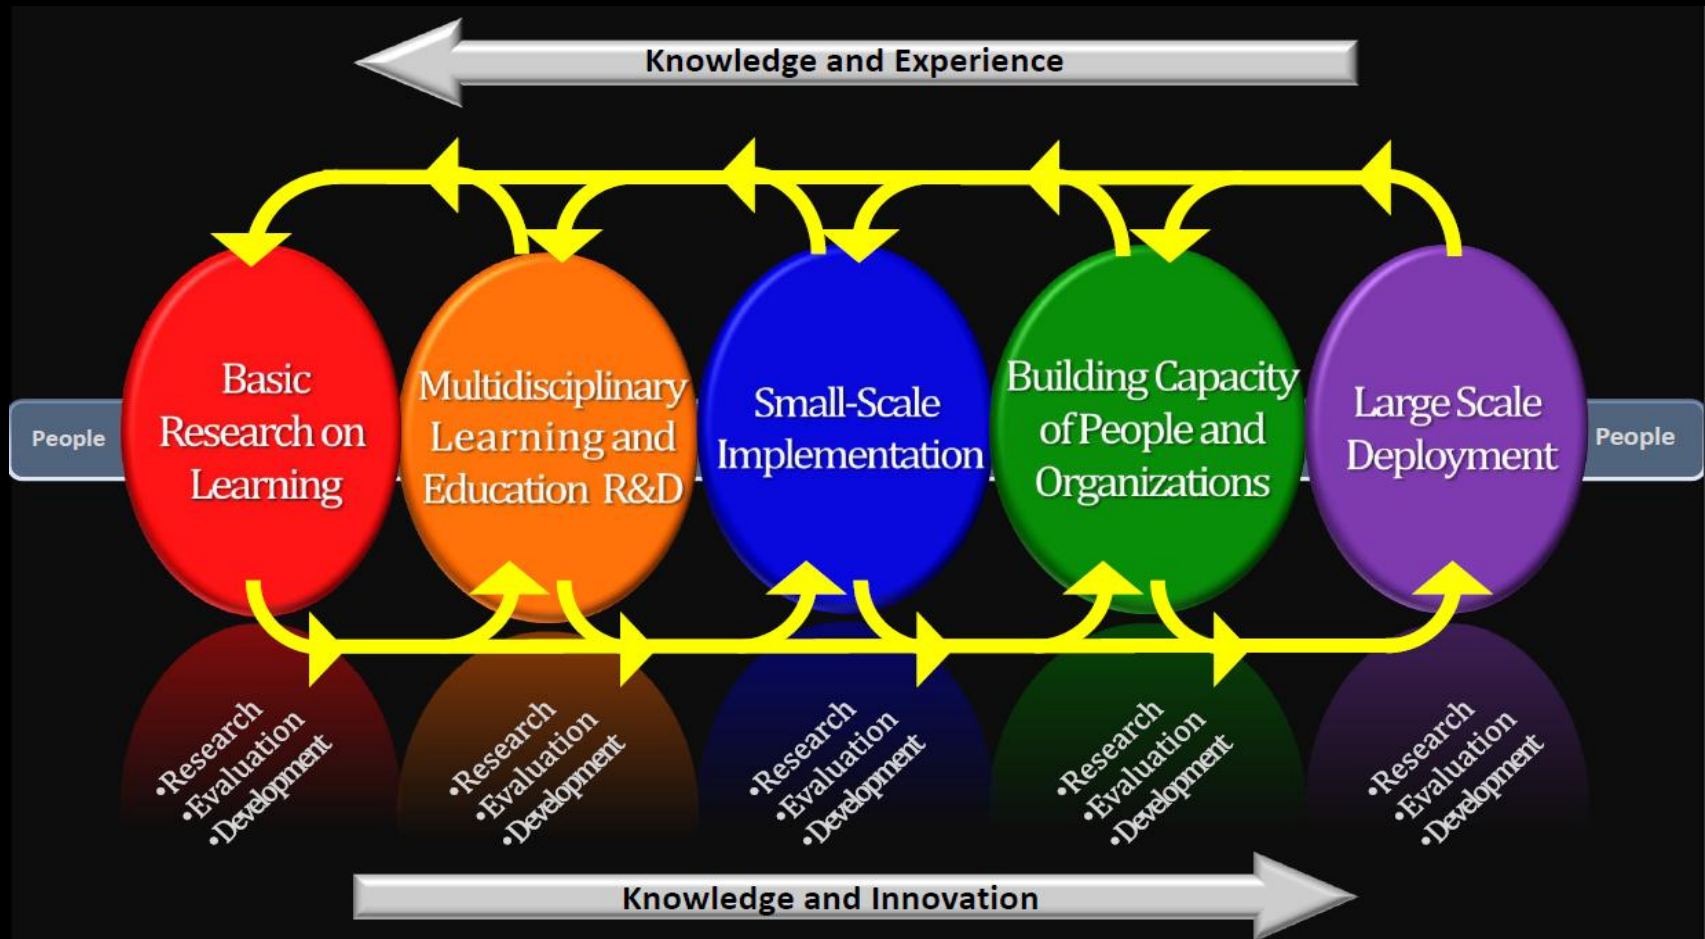 Knowledge and Experience
People
Basic
Research on
Learning
Multidisciplinary
Learning and
Education R&D
Small-Scale
Implementation
Building Capacity
of People and
Organizations
Large Scale
Deployment
People
•Research
•Evaluation
•Development
•Research
•Evaluation
•Development
•Research
•Evaluation
•Development
•Research
•Evaluation
•Development
•Research
•Evaluation
•Development
Knowledge and Innovation